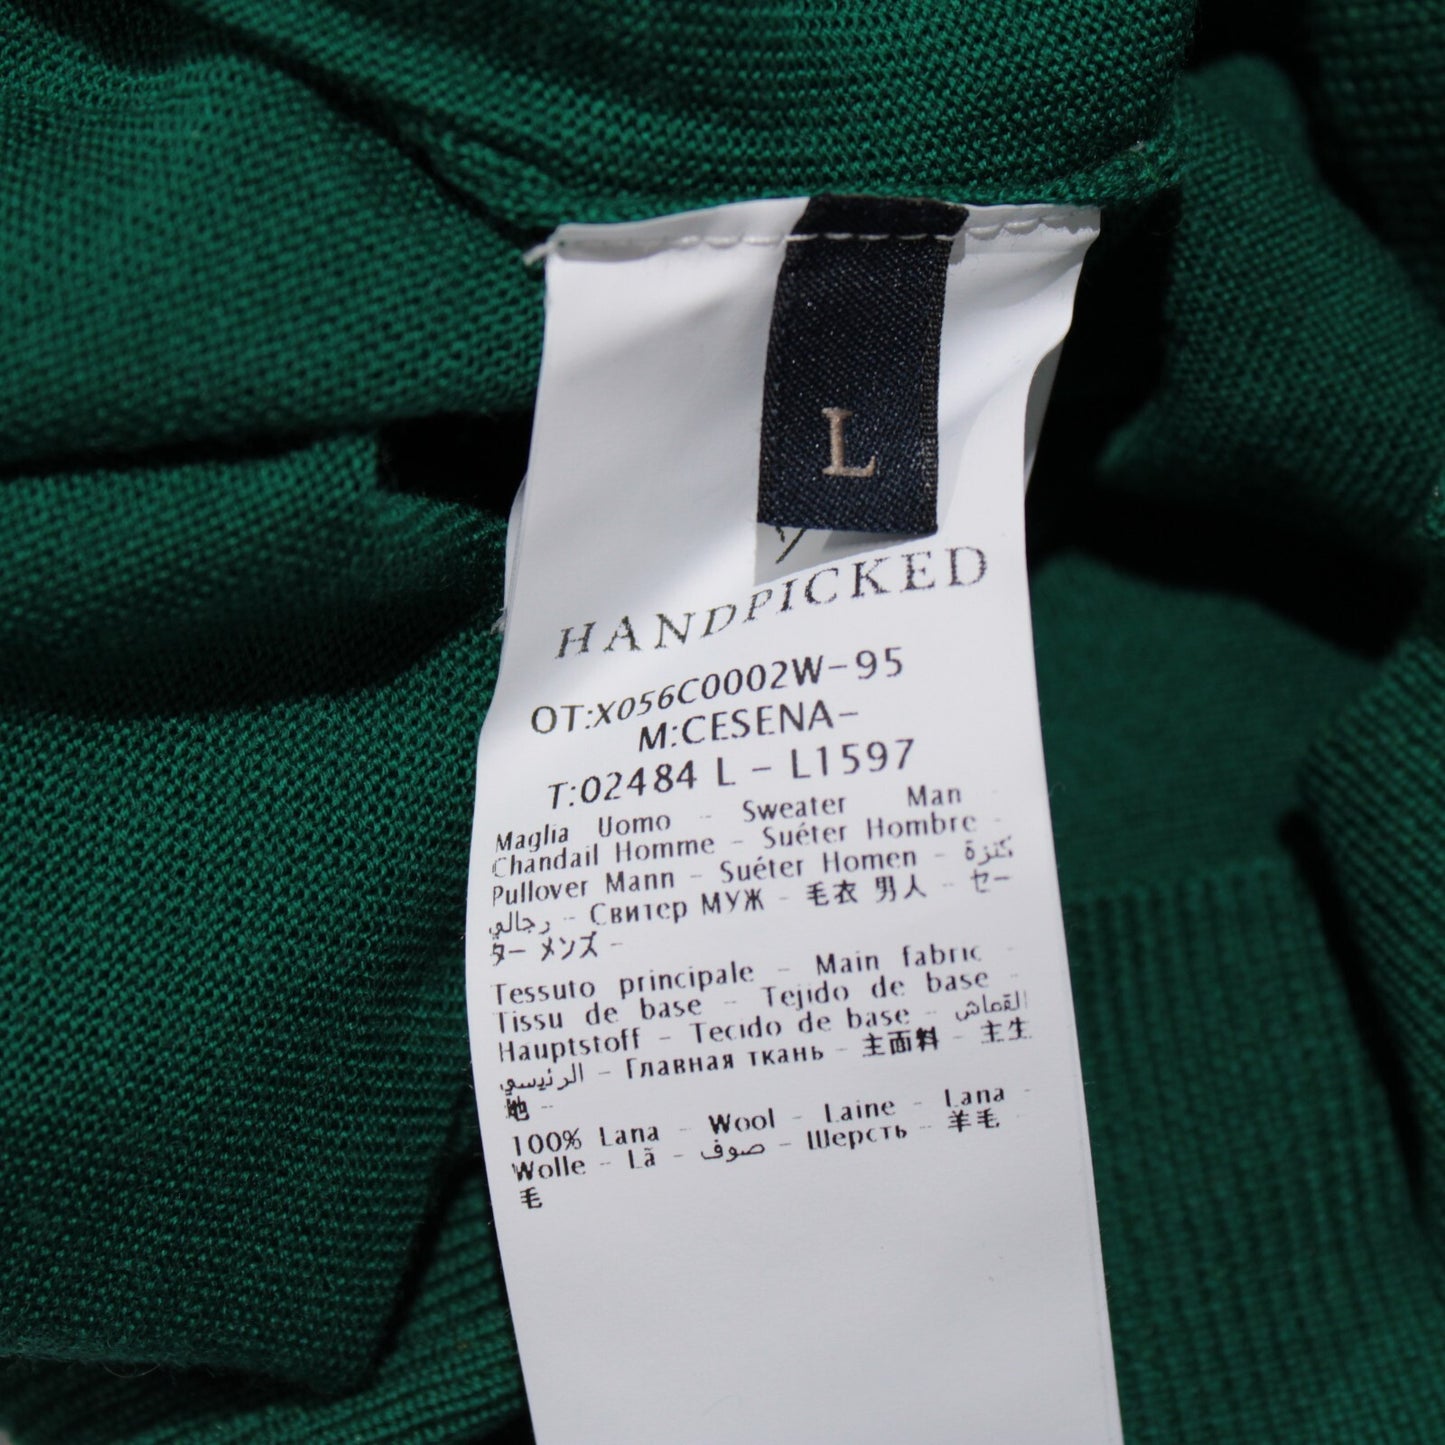 L
HANDPICKED
OT:X056C0002W-95
M:CESENA-
T:02484 L - L1597
Maglia Uomo - Sweater Man
Chandail Homme - Suéter Hombre -
Pullover Mann - Suéter Homen - كنزة
رجالي - Свитер МУЖ - 毛衣 男人 - セー
ター メンズ -
Tessuto principale - Main fabric -
Tissu de base - Tejido de base -
Hauptstoff - Tecido de base - القماش
الرئيسي - Главная ткань - 主面料 - 主生
地 -
100% Lana - Wool - Laine - Lana -
Wolle - Lã - صوف - Шерсть - 羊毛
毛